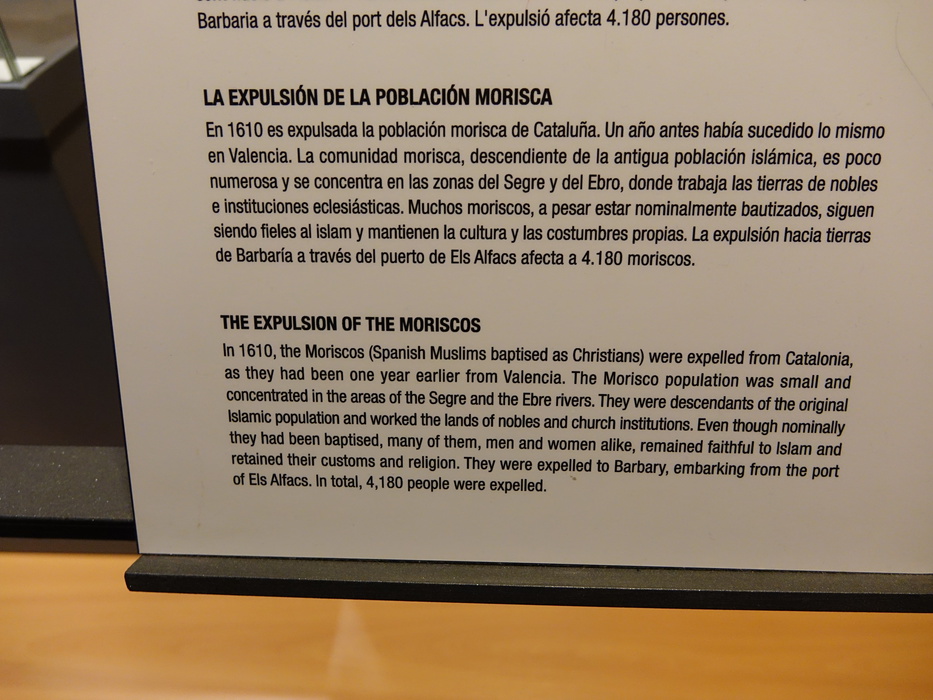 Barbaria a través del port dels Alfacs. L'expulsió afecta 4.180 persones.
LA EXPULSIÓN DE LA POBLACIÓN MORISCA
En 1610 es expulsada la población morisca de Cataluña. Un año antes había sucedido lo mismo
en Valencia. La comunidad morisca, descendiente de la antigua población islámica, es poco
numerosa y se concentra en las zonas del Segre y del Ebro, donde trabaja las tierras de nobles
e instituciones eclesiásticas. Muchos moriscos, a pesar estar nominalmente bautizados, siguen
siendo fieles al islam y mantienen la cultura y las costumbres propias. La expulsión hacia tierras
de Barbaría a través del puerto de Els Alfacs afecta a 4.180 moriscos.
THE EXPULSION OF THE MORISCOS
In 1610, the Moriscos (Spanish Muslims baptised as Christians) were expelled from Catalonia,
as they had been one year earlier from Valencia. The Morisco population was small and
concentrated in the areas of the Segre and the Ebre rivers. They were descendants of the original
Islamic population and worked the lands of nobles and church institutions. Even though nominally
they had been baptised, many of them, men and women alike, remained faithful to Islam and
retained their customs and religion. They were expelled to Barbary, embarking from the port
of Els Alfacs. In total, 4,180 people were expelled.